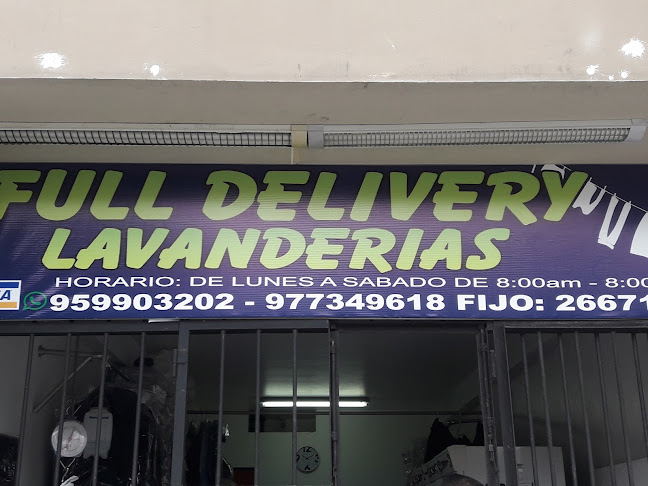 FULL DELIVERY
LAVANDERIAS
HORARIO: DE LUNES A SABADO DE 8:00am - 8:00
959903202 - 977349618 FIJO: 26671